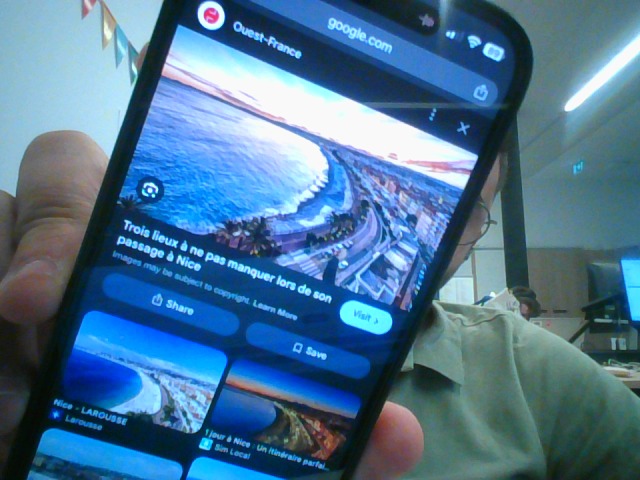 google.com
Ouest-France
Trois lieux à ne pas manquer lors de son
passage à Nice
Images may be subject to copyright. Learn More
Visit >
Share
Save
Nice - LAROUSSE
Larousse
1 jour à Nice - Un itinéraire parfai..
Sim Local